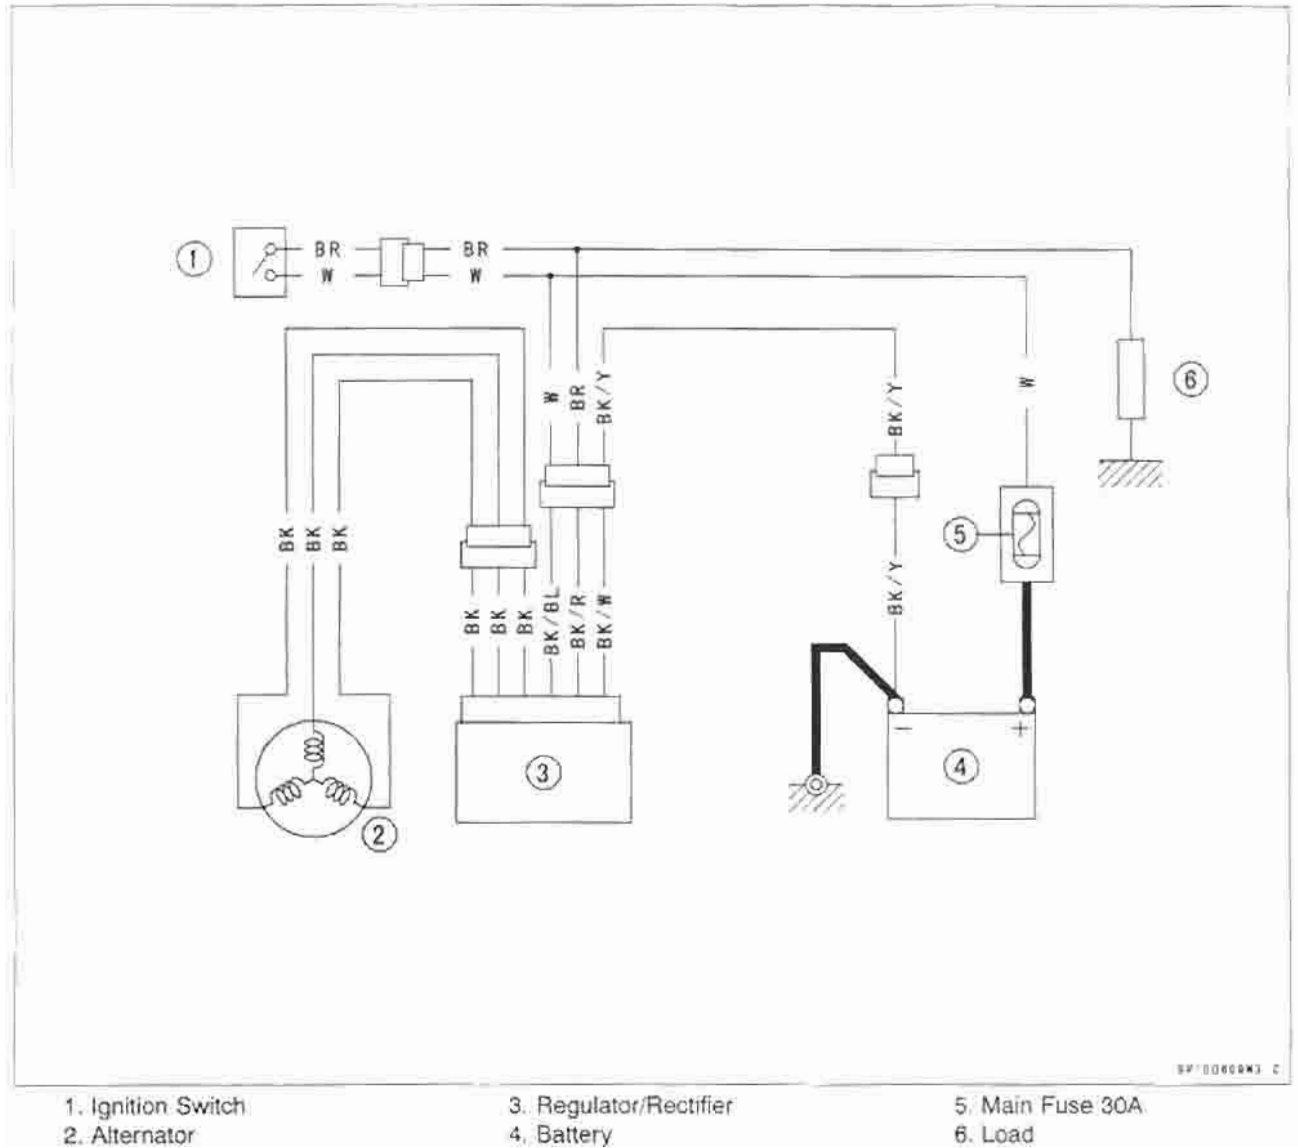 1
BR
BR
W
W
W
BR
BK/Y
BK/Y
W
6
BK
BK
BK
5
BK
BK
BK
BK/BL
BK/R
BK/W
BK/Y
−
+
3
4
2
1. Ignition Switch
3. Regulator/Rectifier
5. Main Fuse 30A
2. Alternator
4. Battery
6. Load